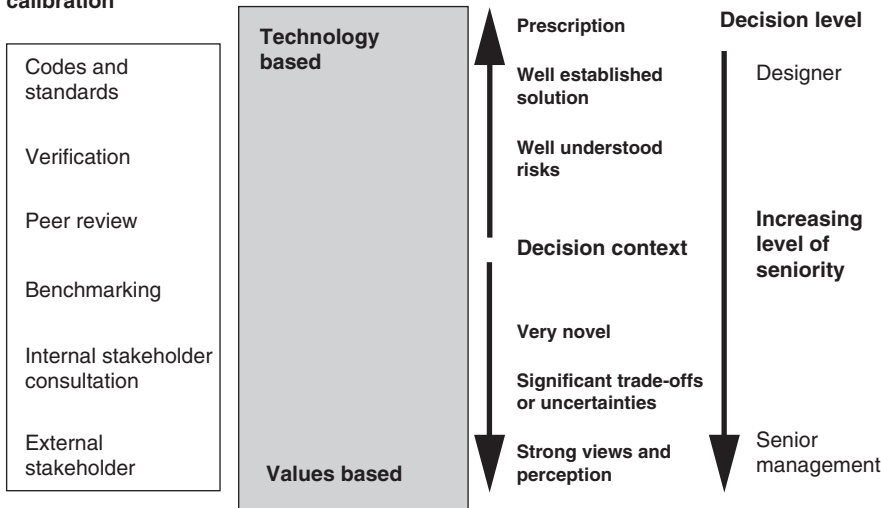 calibration
Codes and
standards
Verification
Peer review
Benchmarking
Internal stakeholder
consultation
External
stakeholder
Technology
based
Values based
Prescription
Well established
solution
Well understood
risks
Decision context
Very novel
Significant trade-offs
or uncertainties
Strong views and
perception
Decision level
Designer
Increasing
level of
seniority
Senior
management